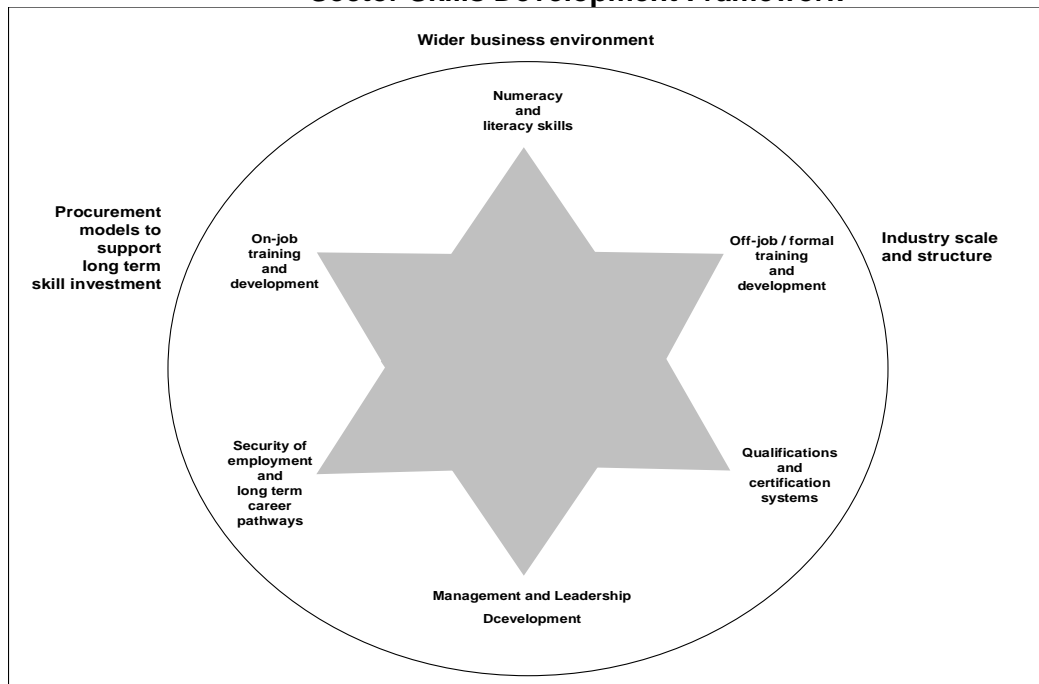 Sector Skills Development Framework
Wider business environment
Numeracy
and
literacy skills
Procurement
models to
support
long term
skill investment
On-job
training
and
development
Off-job / formal
training
and
development
Industry scale
and structure
Security of
employment
and
long term
career
pathways
Qualifications
and
certification
systems
Management and Leadership
Dcevelopment